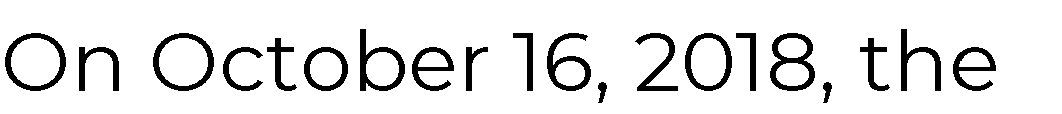 On October 16, 2018, the